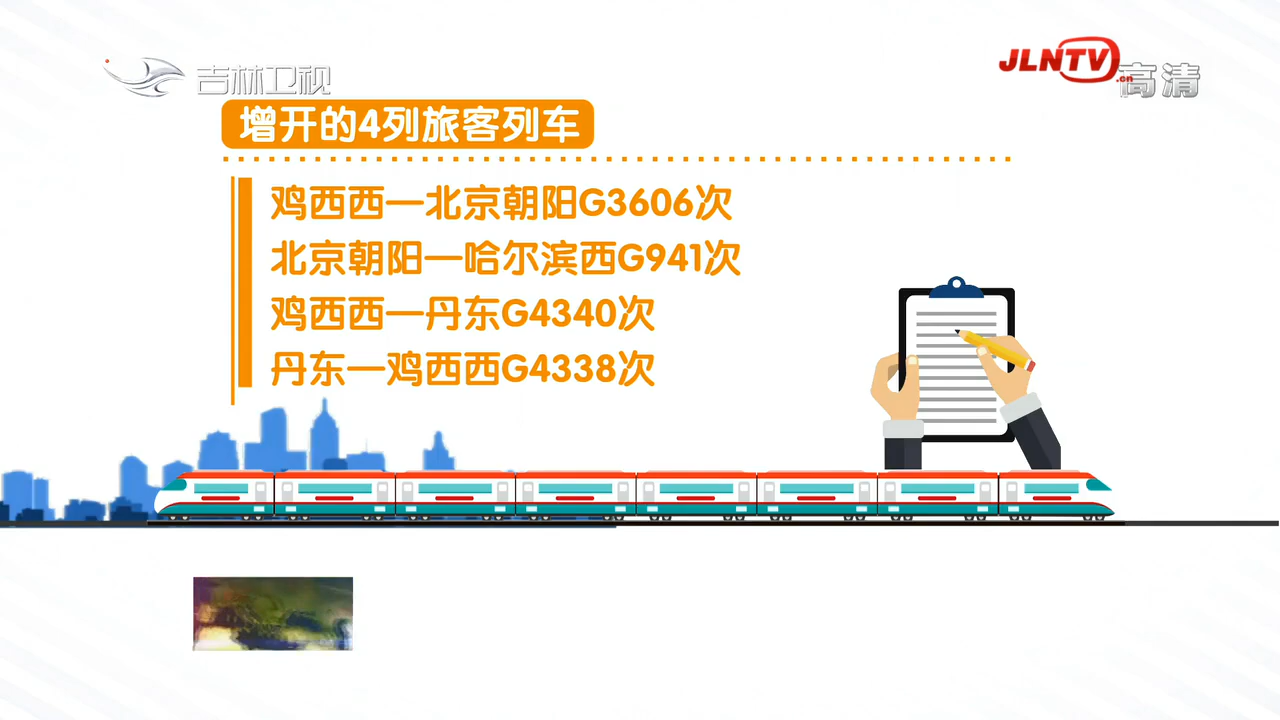 吉林卫视
JLNTV.cn
高清
增开的4列旅客列车
鸡西西—北京朝阳G3606次
北京朝阳—哈尔滨西G941次
鸡西西—丹东G4340次
丹东—鸡西西G4338次